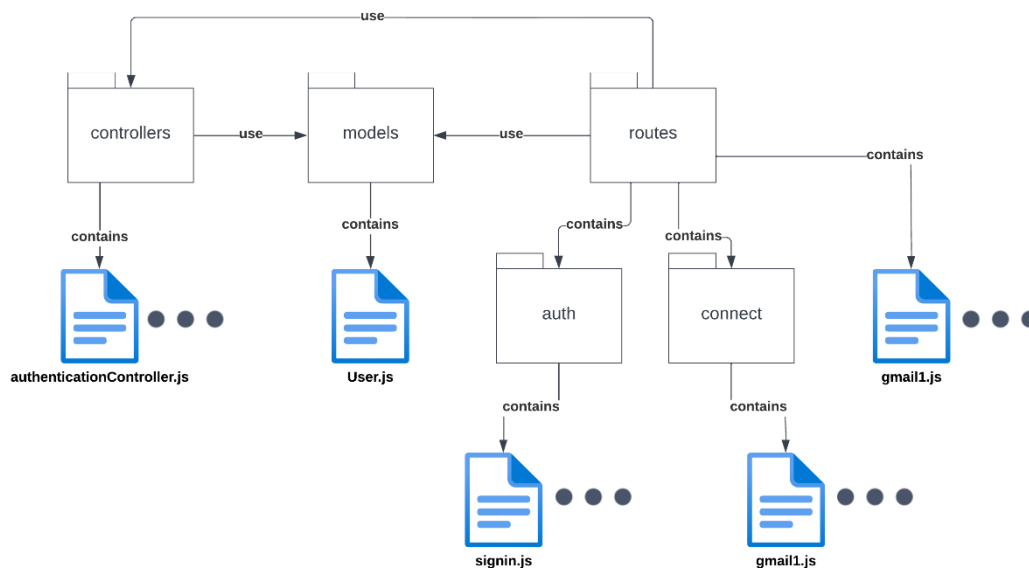 use
controllers
use
models
use
routes
contains
contains
contains
contains
contains
auth
connect
authenticationController.js
User.js
gmail1.js
contains
contains
signin.js
gmail1.js